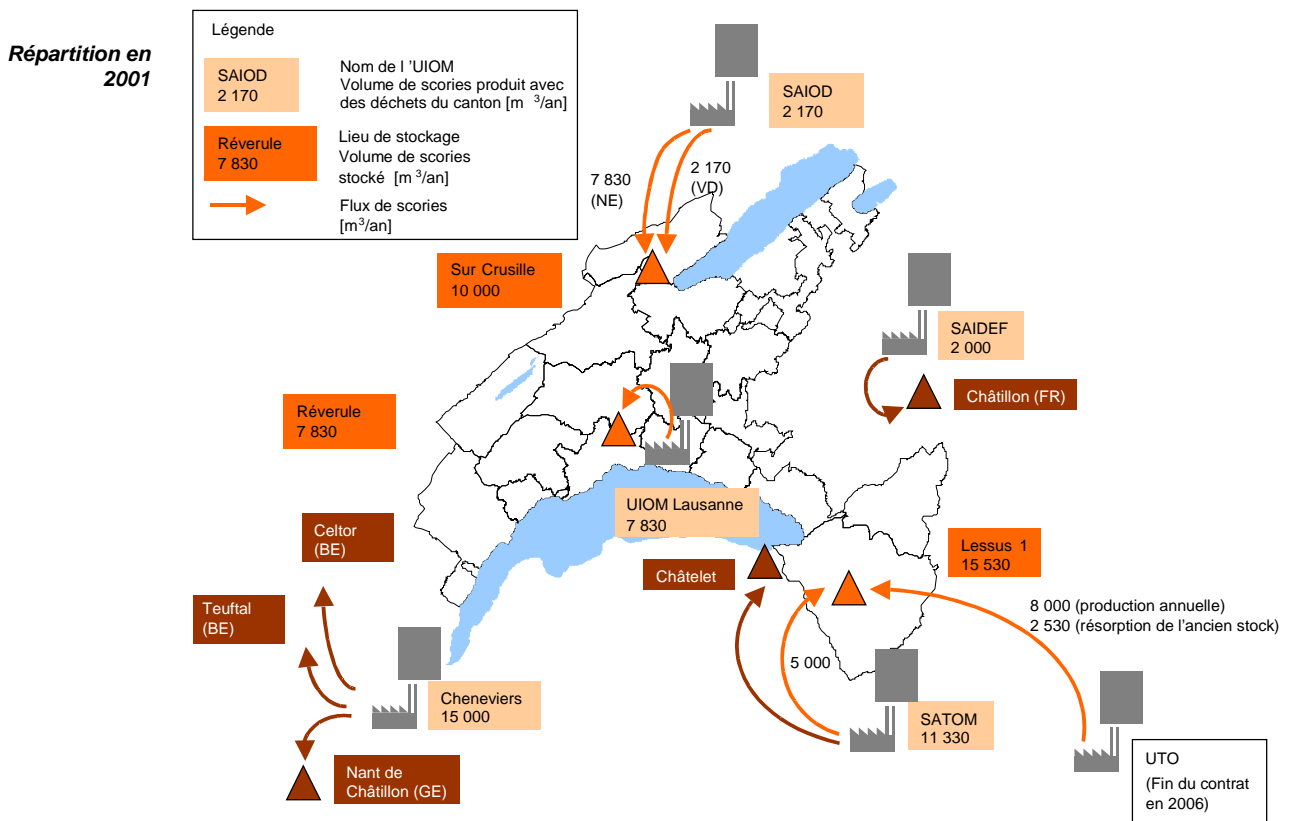 Répartition en
2001
Légende
SAIOD
2 170
Nom de l 'UIOM
Volume de scories produit avec
des déchets du canton [m 3/an]
Réverule
7 830
Lieu de stockage
Volume de scories
stocké [m3/an]
Flux de scories
[m3/an]
SAIOD
2 170
7 830
(NE)
2 170
(VD)
Sur Crusille
10 000
SAIDEF
2 000
Châtillon (FR)
Réverule
7 830
UIOM Lausanne
7 830
Celtor
(BE)
Châtelet
Lessus 1
15 530
Teuftal
(BE)
8 000 (production annuelle)
2 530 (résorption de l'ancien stock)
5 000
Cheneviers
15 000
SATOM
11 330
Nant de
Châtillon (GE)
UTO
(Fin du contrat
en 2006)